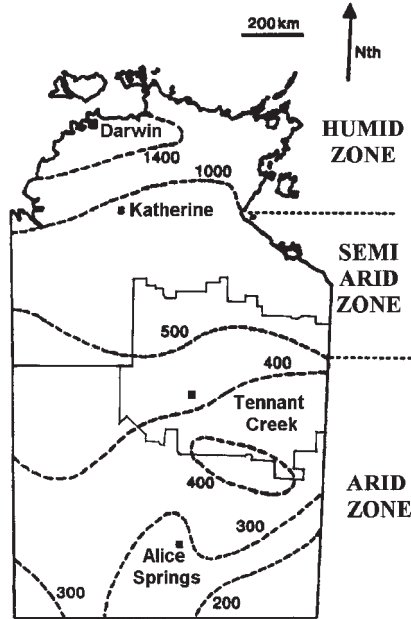 200 km
Nth
Darwin
HUMID
ZONE
1400
1000
Katherine
SEMI
ARID
ZONE
500
400
Tennant
Creek
400
ARID
ZONE
300
Alice
Springs
300
200